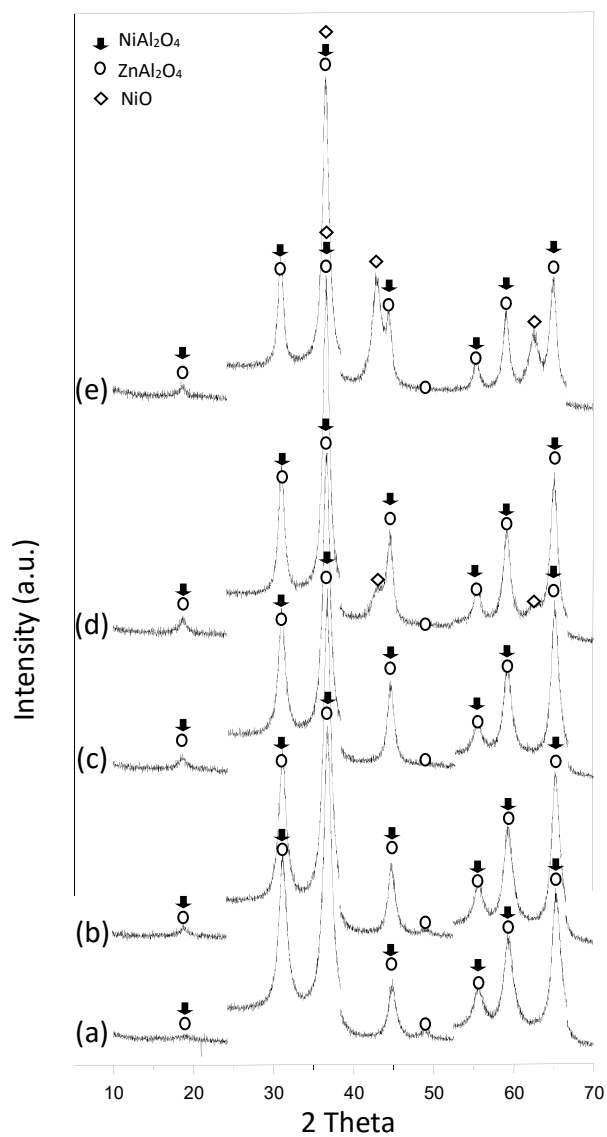 NiAl₂O₄
ZnAl₂O₄
NiO
(e)
(d)
(c)
(b)
(a)
Intensity (a.u.)
10 20 30 40 50 60 70
2 Theta